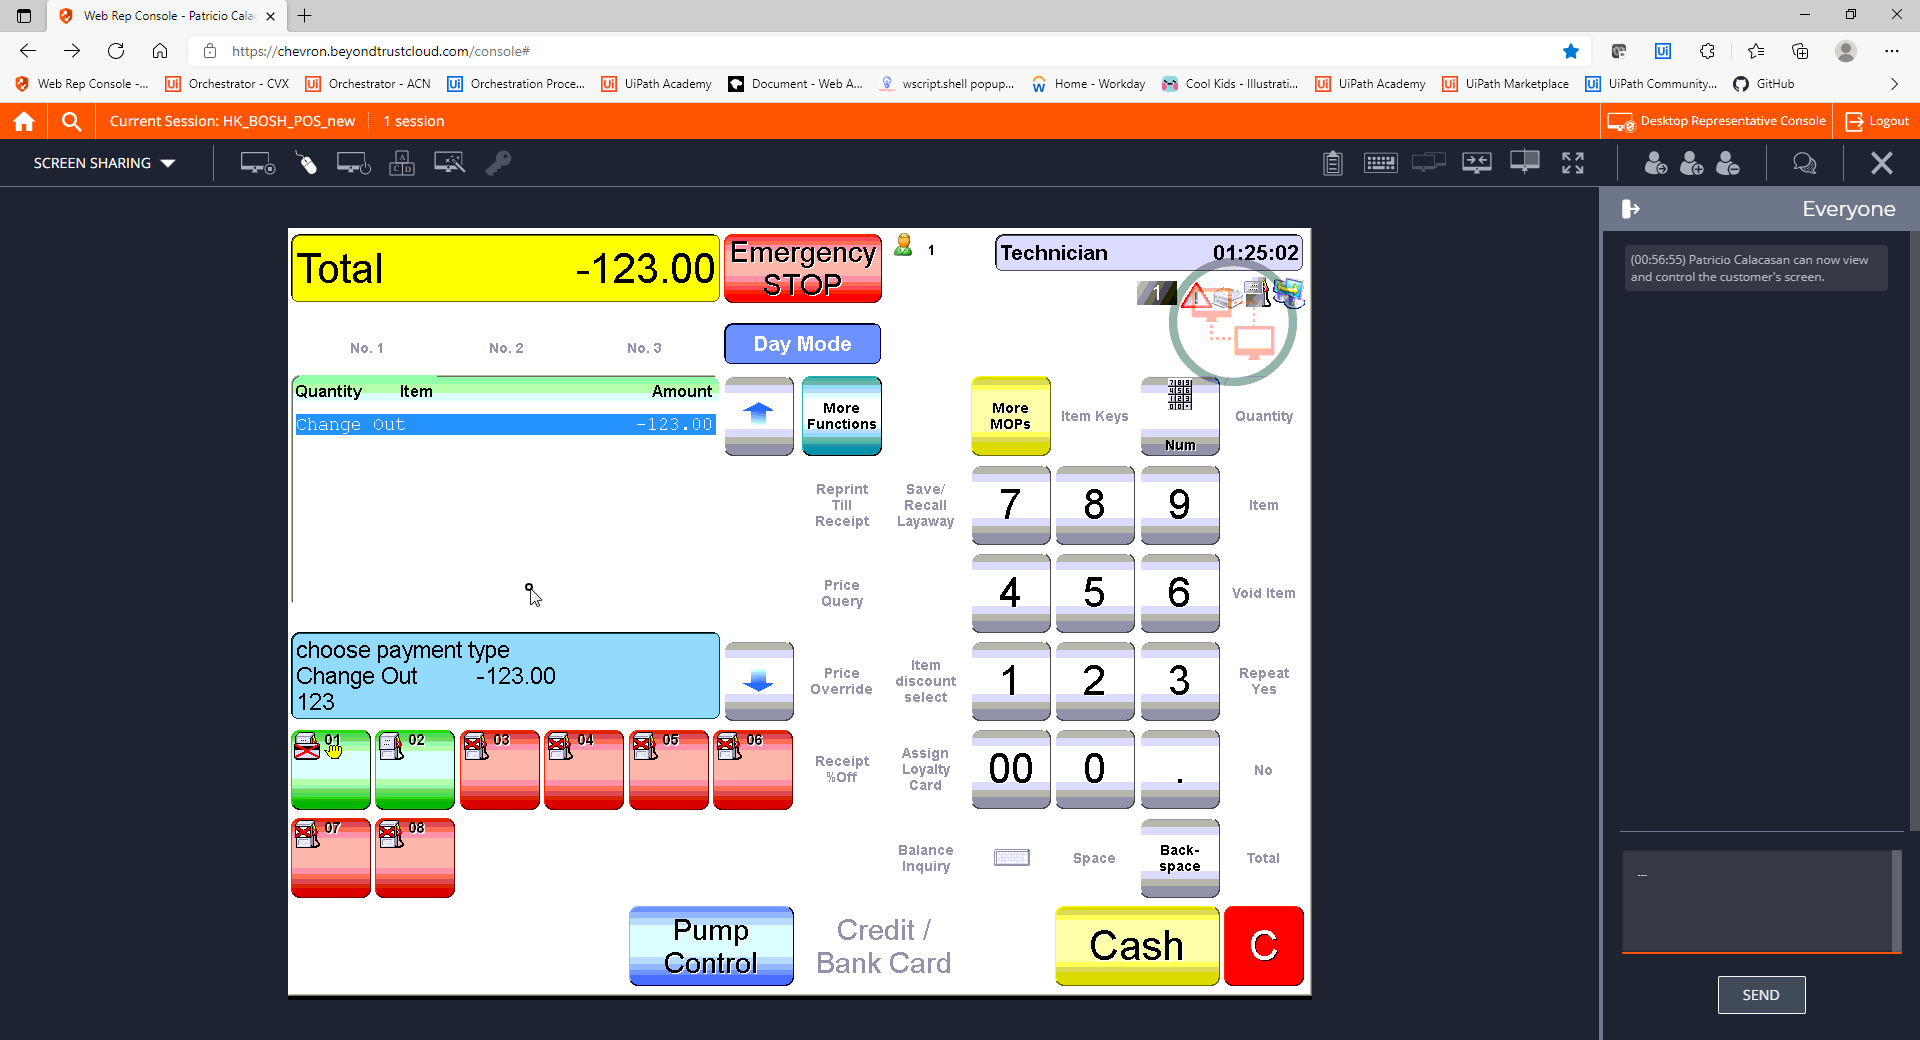 Web Rep Console - Patricio Cala
https://chevron.beyondtrustcloud.com/console#
Web Rep Console -...
Orchestrator - CVX
Orchestrator - ACN
Orchestration Proce...
UiPath Academy
Document - Web A...
wscript.shell popup...
Home - Workday
Cool Kids - Illustrati...
UiPath Academy
UiPath Marketplace
UiPath Community...
GitHub
Current Session: HK_BOSH_POS_new
1 session
Desktop Representative Console
Logout
SCREEN SHARING
Everyone
(00:56:55) Patricio Calacasan can now view
and control the customer's screen.
Total -123.00
Emergency
STOP
1
Technician 01:25:02
1
No. 1 No. 2 No. 3
Day Mode
Quantity Item Amount
Change Out -123.00
More
Functions
More
MOPs
Item Keys
Num
Quantity
Reprint
Till
Receipt
Save/
Recall
Layaway
7 8 9
Item
Price
Query
4 5 6
Void Item
choose payment type
Change Out -123.00
123
Price
Override
Item
discount
select
1 2 3
Repeat
Yes
01 02 03 04 05 06
Receipt
%Off
Assign
Loyalty
Card
00 0 .
No
07 08
Balance
Inquiry
Space
Back-
space
Total
Pump
Control
Credit /
Bank Card
Cash
C
SEND